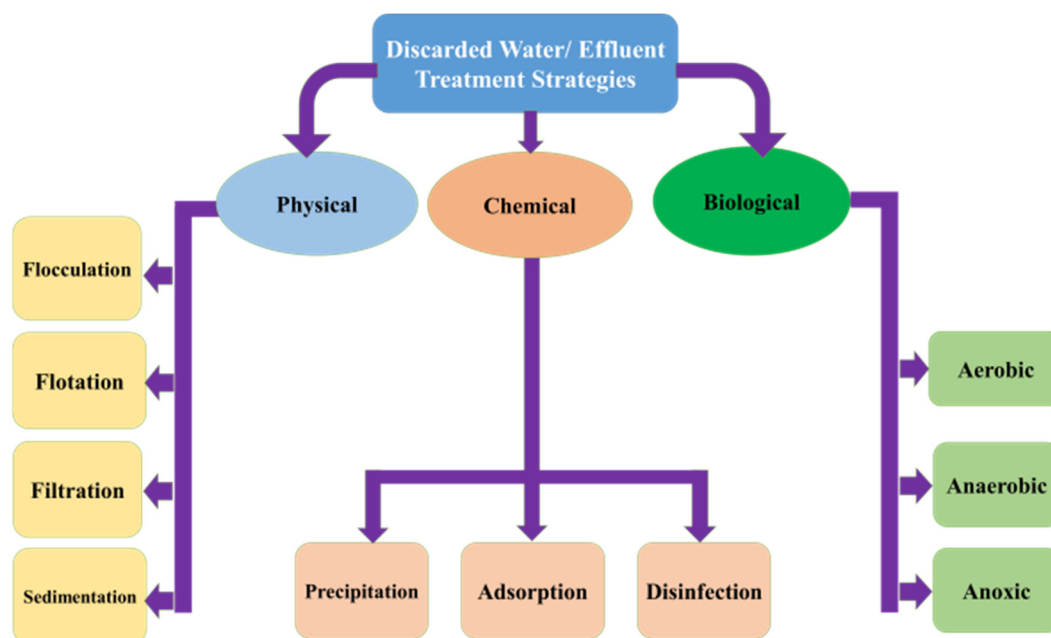 Discarded Water/ Effluent
Treatment Strategies
Physical
Chemical
Biological
Flocculation
Flotation
Filtration
Sedimentation
Precipitation
Adsorption
Disinfection
Aerobic
Anaerobic
Anoxic